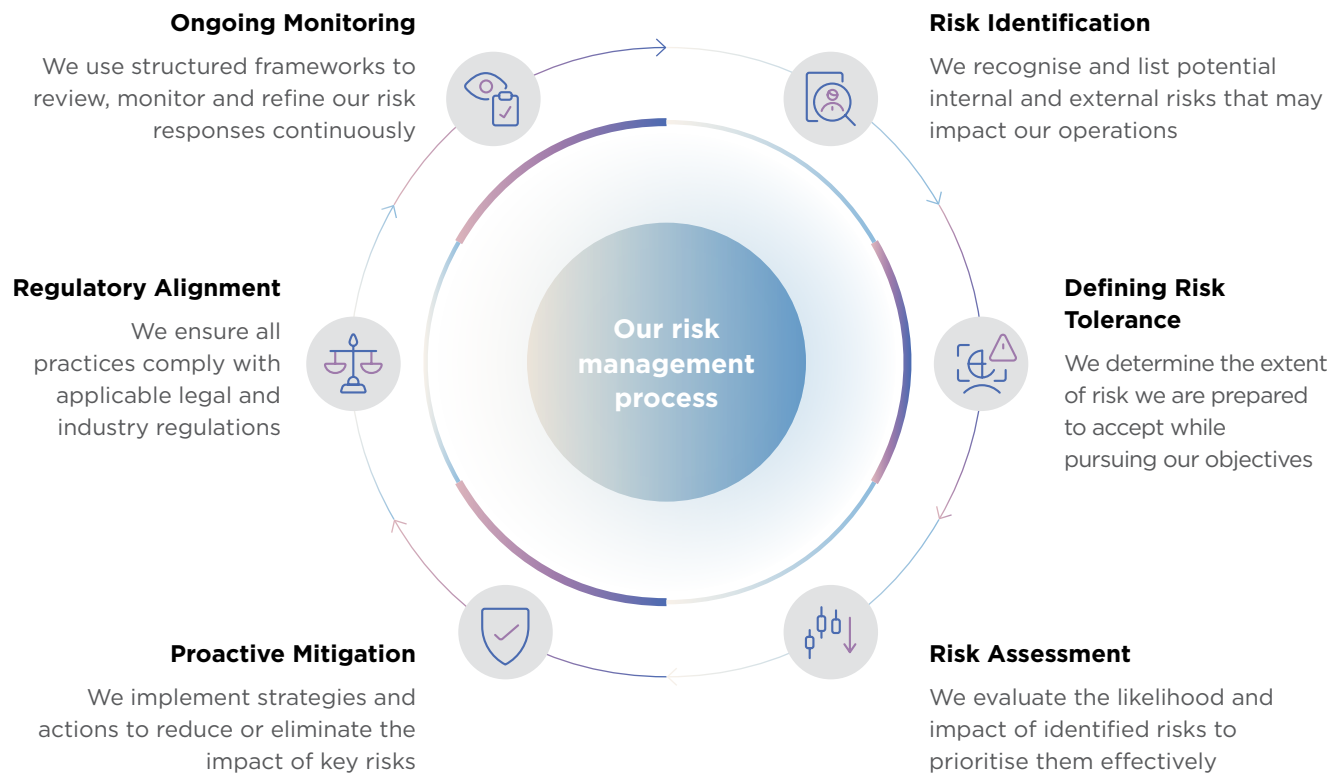 Ongoing Monitoring
We use structured frameworks to
review, monitor and refine our risk
responses continuously
Risk Identification
We recognise and list potential
internal and external risks that may
impact our operations
Regulatory Alignment
We ensure all
practices comply with
applicable legal and
industry regulations
Our risk
management
process
Defining Risk
Tolerance
We determine the extent
of risk we are prepared
to accept while
pursuing our objectives
Proactive Mitigation
We implement strategies and
actions to reduce or eliminate the
impact of key risks
Risk Assessment
We evaluate the likelihood and
impact of identified risks to
prioritise them effectively